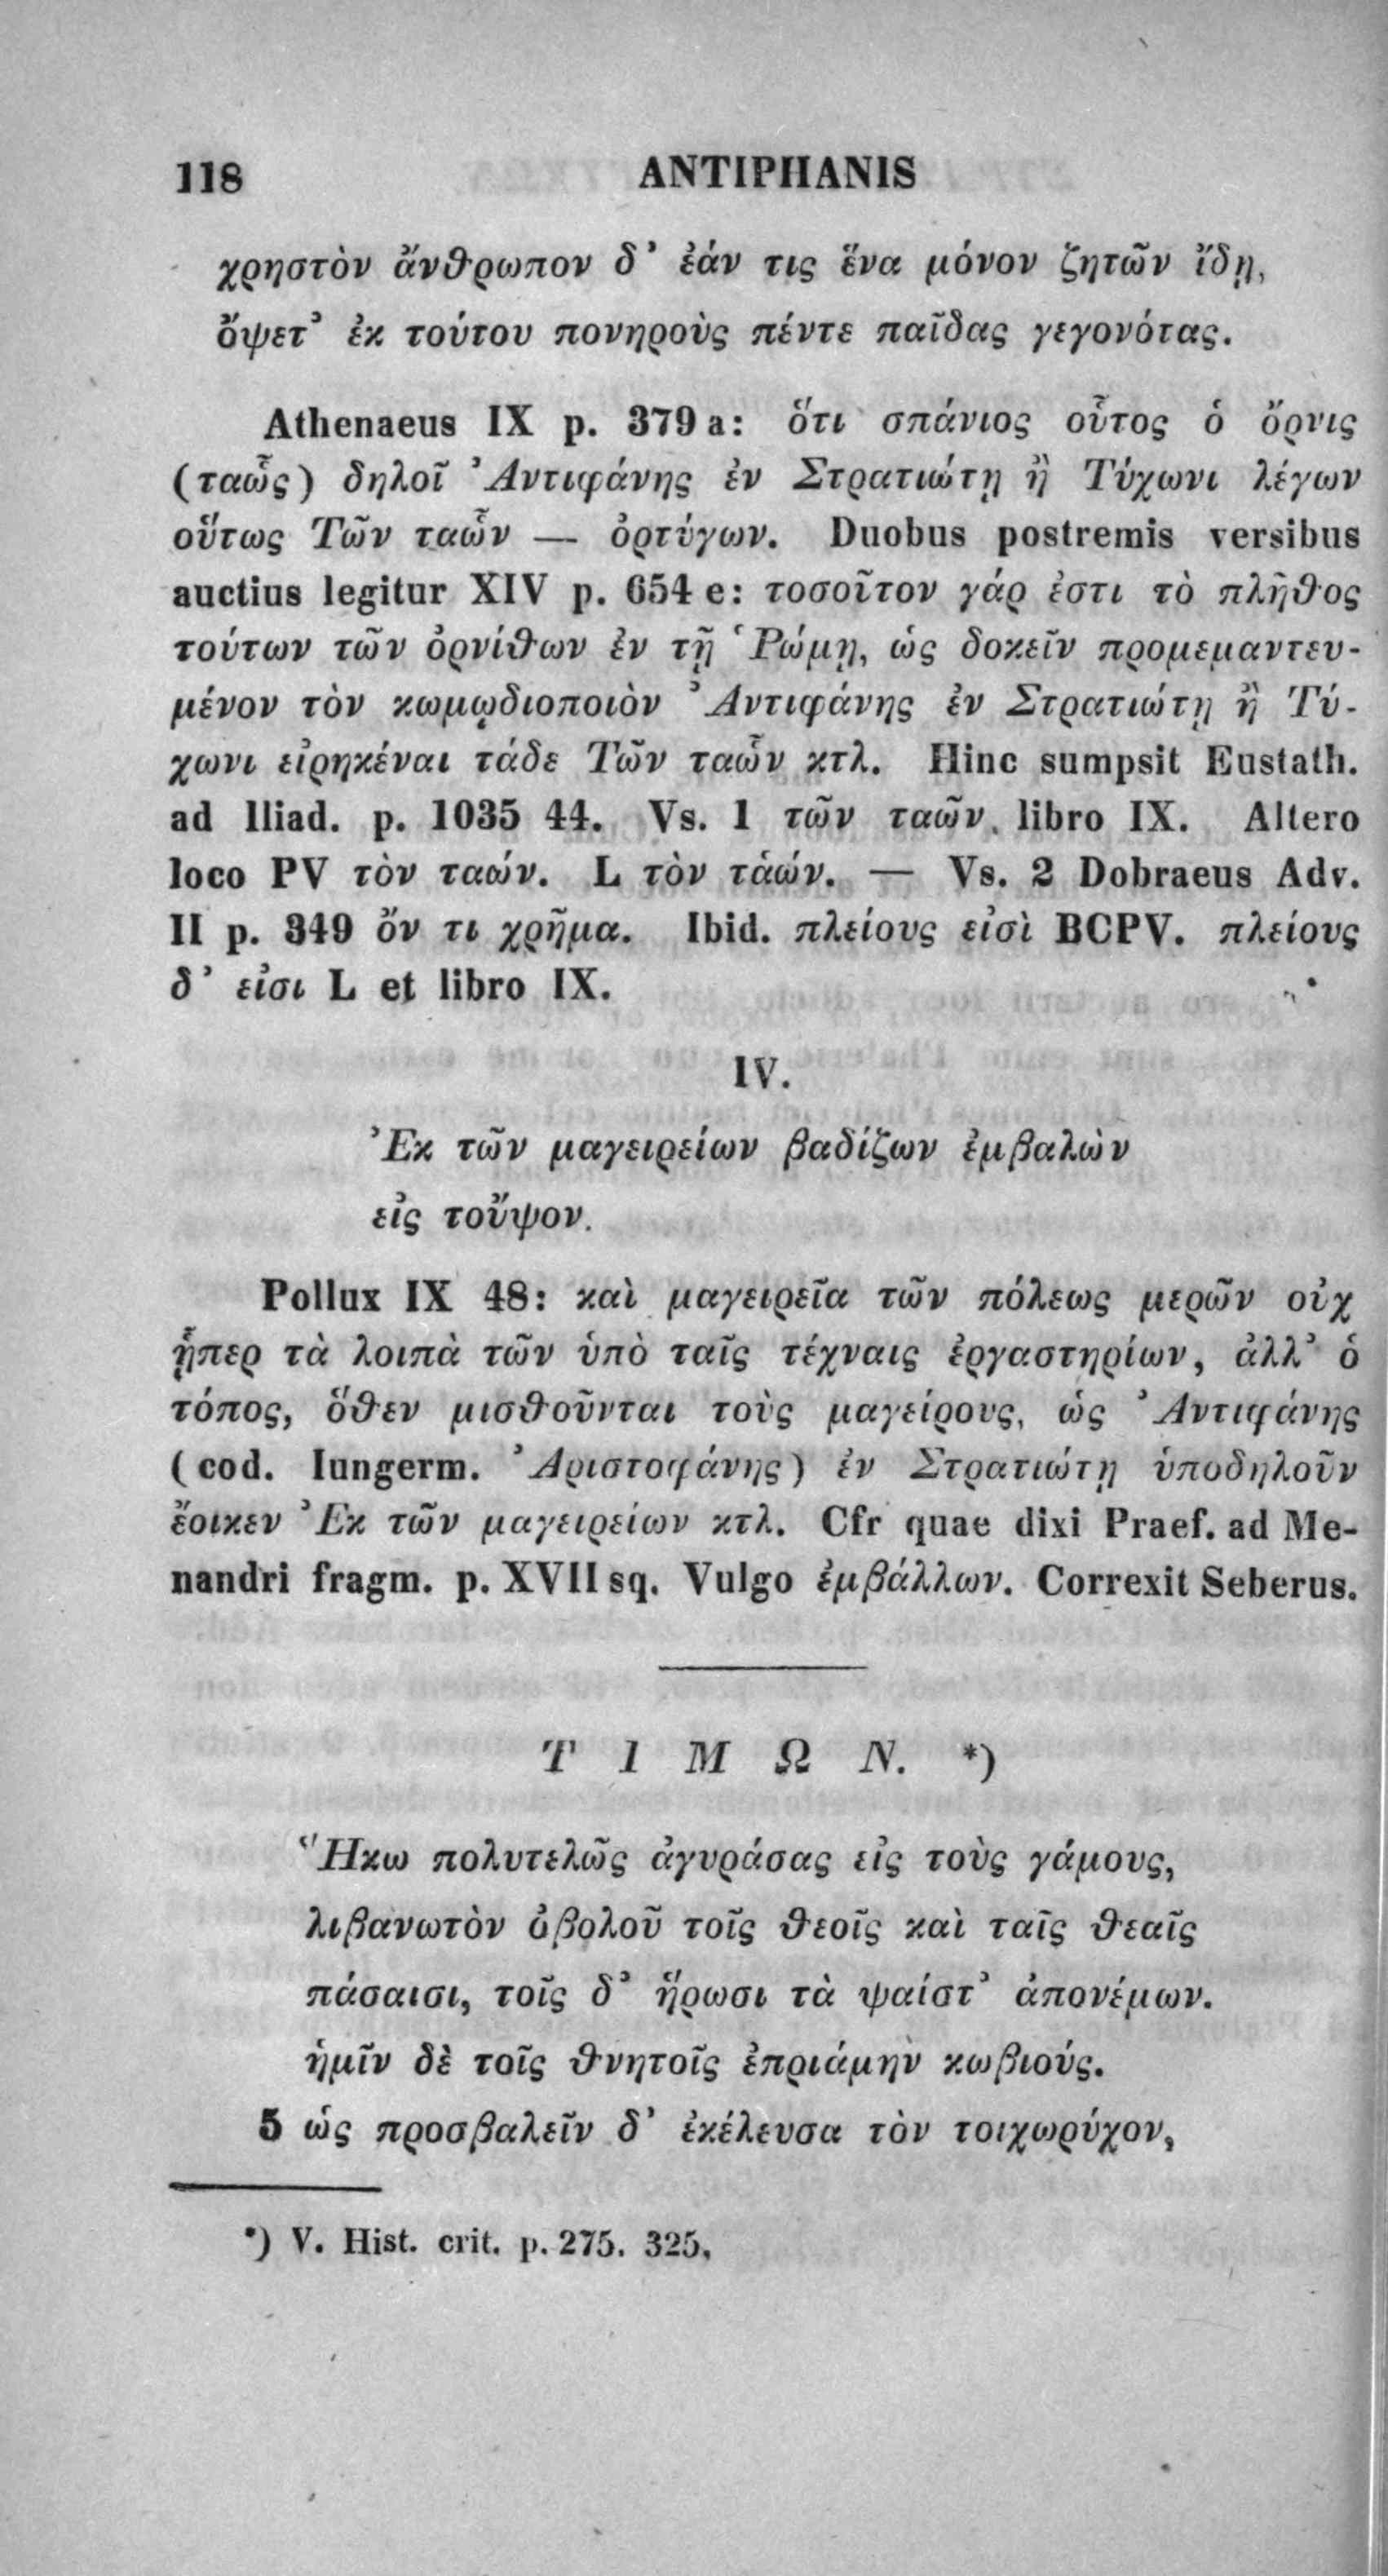 118 ANTIPHANIS
χρηστὸν ἄνθρωπον δ’ ἐάν τις ἕνα μόνον ζητῶν ἴδῃ,
ὄψετ’ ἐκ τούτου πονηροὺς πέντε παῖδας γεγονότας.
Athenaeus IX p. 379 a: ὅτι σπάνιος οὗτος ὁ ὄρνις
(ταὧς) δηλοῖ Ἀντιφάνης ἐν Στρατιώτῃ ἢ Τύχωνι λέγων
οὕτως Τῶν ταὧν — ὀρτύγων. Duobus postremis versibus
auctius legitur XIV p. 654 e: τοσοῖτον γάρ ἐστι τὸ πλῆθος
τούτων τῶν ὀρνίθων ἐν τῇ Ῥώμῃ, ὡς δοκεῖν προμεμαντευ-
μένον τὸν κωμῳδιοποιὸν Ἀντιφάνης ἐν Στρατιώτῃ ἢ Τύ-
χωνι εἰρηκέναι τάδε Τῶν ταὧν κτλ. Hinc sumpsit Eustath.
ad Iliad. p. 1035 44. Vs. 1 τῶν ταῶν libro IX. Altero
loco PV τὸν ταών. L τὸν τάών. — Vs. 2 Dobraeus Adv.
II p. 349 ὄν τι χρῆμα. Ibid. πλείους εἰσὶ BCPV. πλείους
δ’ εἰσι L et libro IX.
IV.
Ἐκ τῶν μαγειρείων βαδίζων ἐμβαλὼν
εἰς τοὔψον.
Pollux IX 48: καὶ μαγειρεῖα τῶν πόλεως μερῶν οὐχ
ᾗπερ τὰ λοιπὰ τῶν ὑπὸ ταῖς τέχναις ἐργαστηρίων, ἀλλ’ ὁ
τόπος, ὅθεν μισθοῦνται τοὺς μαγείρους, ὡς Ἀντιφάνης
(cod. Iungerm. Ἀριστοφάνης) ἐν Στρατιώτῃ ὑποδηλοῦν
ἔοικεν Ἐκ τῶν μαγειρείων κτλ. Cfr quae dixi Praef. ad Me-
nandri fragm. p. XVII sq. Vulgo ἐμβάλλων. Correxit Seberus.
Τ Ι Μ Ω Ν. *)
Ἥκω πολυτελῶς ἀγυράσας εἰς τοὺς γάμους,
λιβανωτὸν ὀβολοῦ τοῖς θεοῖς καὶ ταῖς θεαῖς
πάσαισι, τοῖς δ’ ἥρωσι τὰ ψαίστ’ ἀπονέμων.
ἡμῖν δὲ τοῖς θνητοῖς ἐπριάμην κωβιούς.
5 ὡς προσβαλεῖν δ’ ἐκέλευσα τὸν τοιχωρύχον,
*) V. Hist. crit. p. 275. 325.